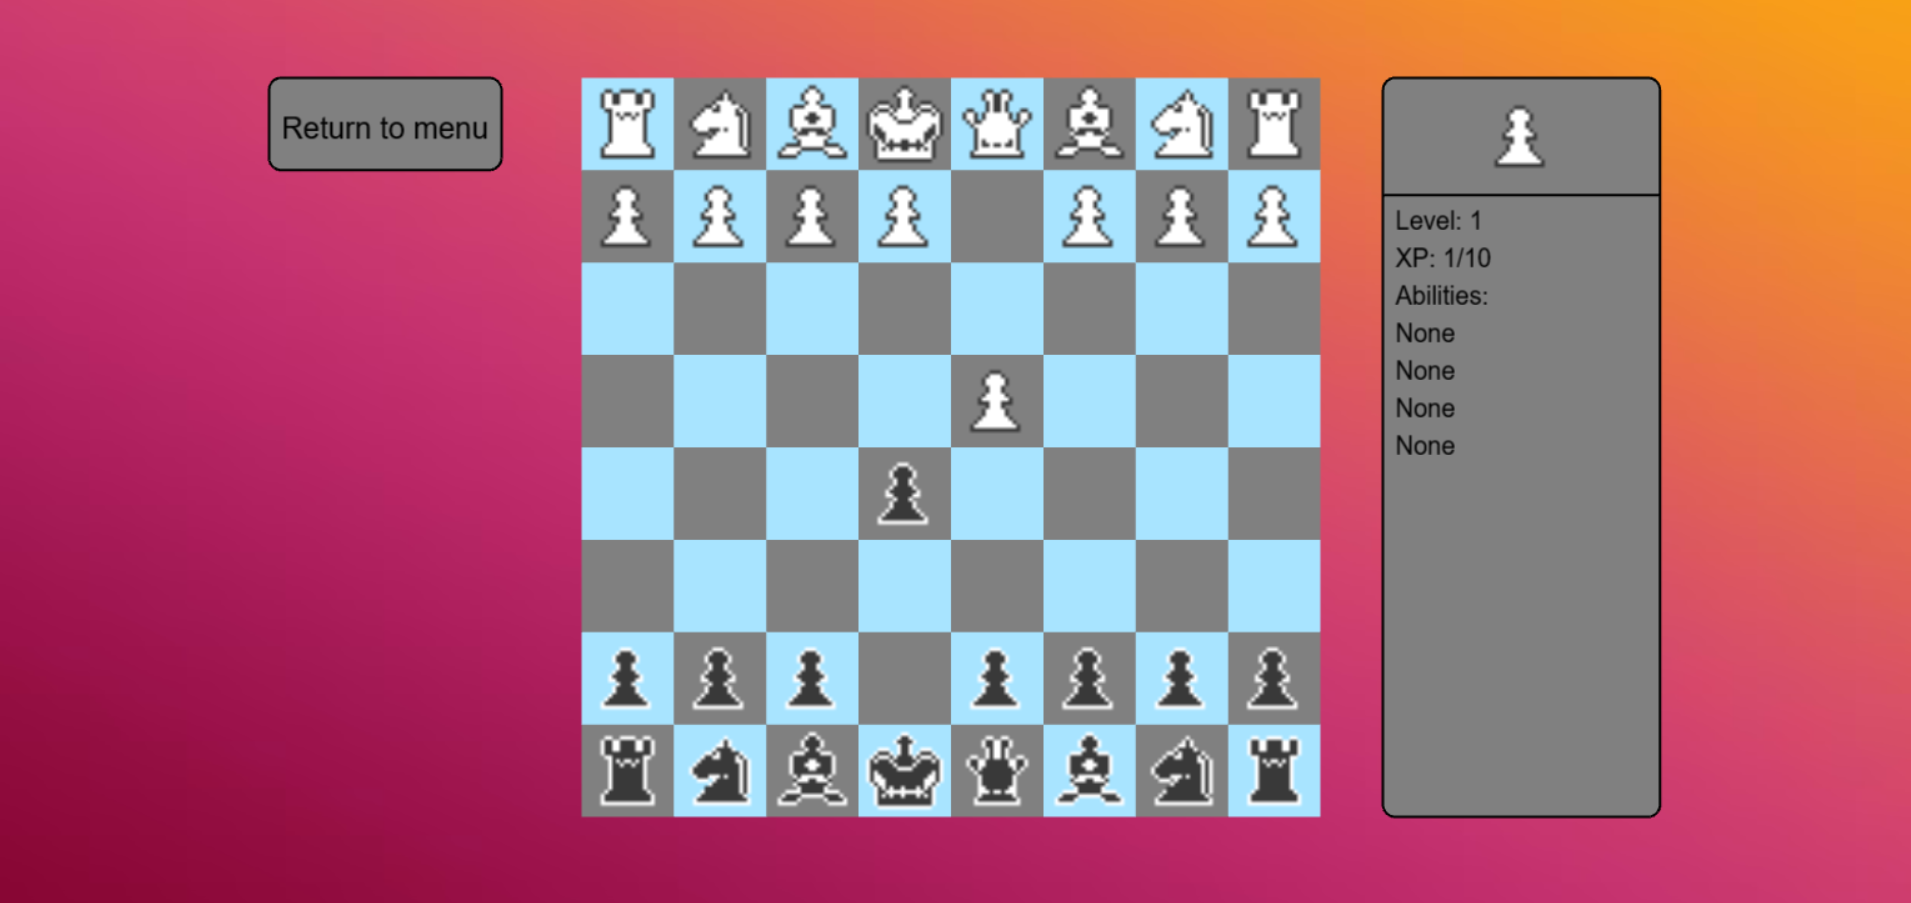 Return to menu
Level: 1
XP: 1/10
Abilities:
None
None
None
None